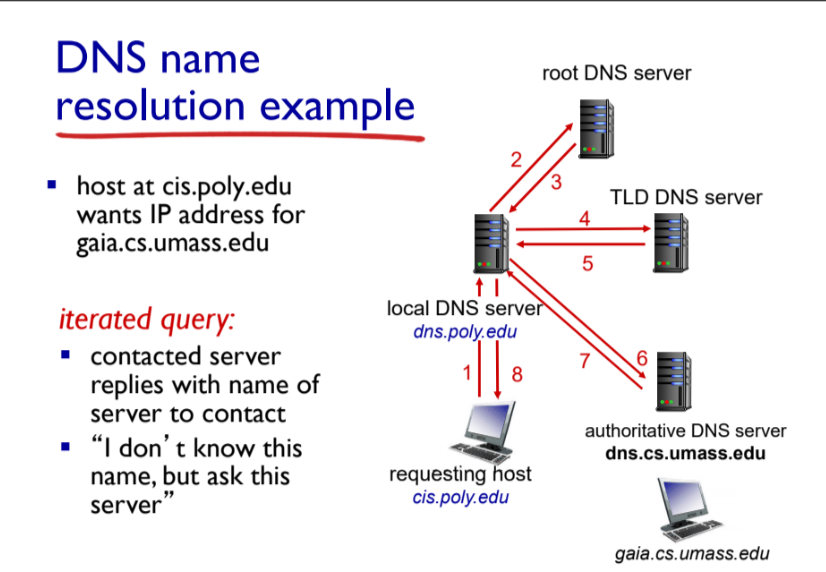 DNS name
resolution example
▪ host at cis.poly.edu
wants IP address for
gaia.cs.umass.edu
iterated query:
▪ contacted server
replies with name of
server to contact
▪ “I don’t know this
name, but ask this
server”
root DNS server
2
3
TLD DNS server
4
5
local DNS server
dns.poly.edu
1
8
7
6
authoritative DNS server
dns.cs.umass.edu
requesting host
cis.poly.edu
gaia.cs.umass.edu